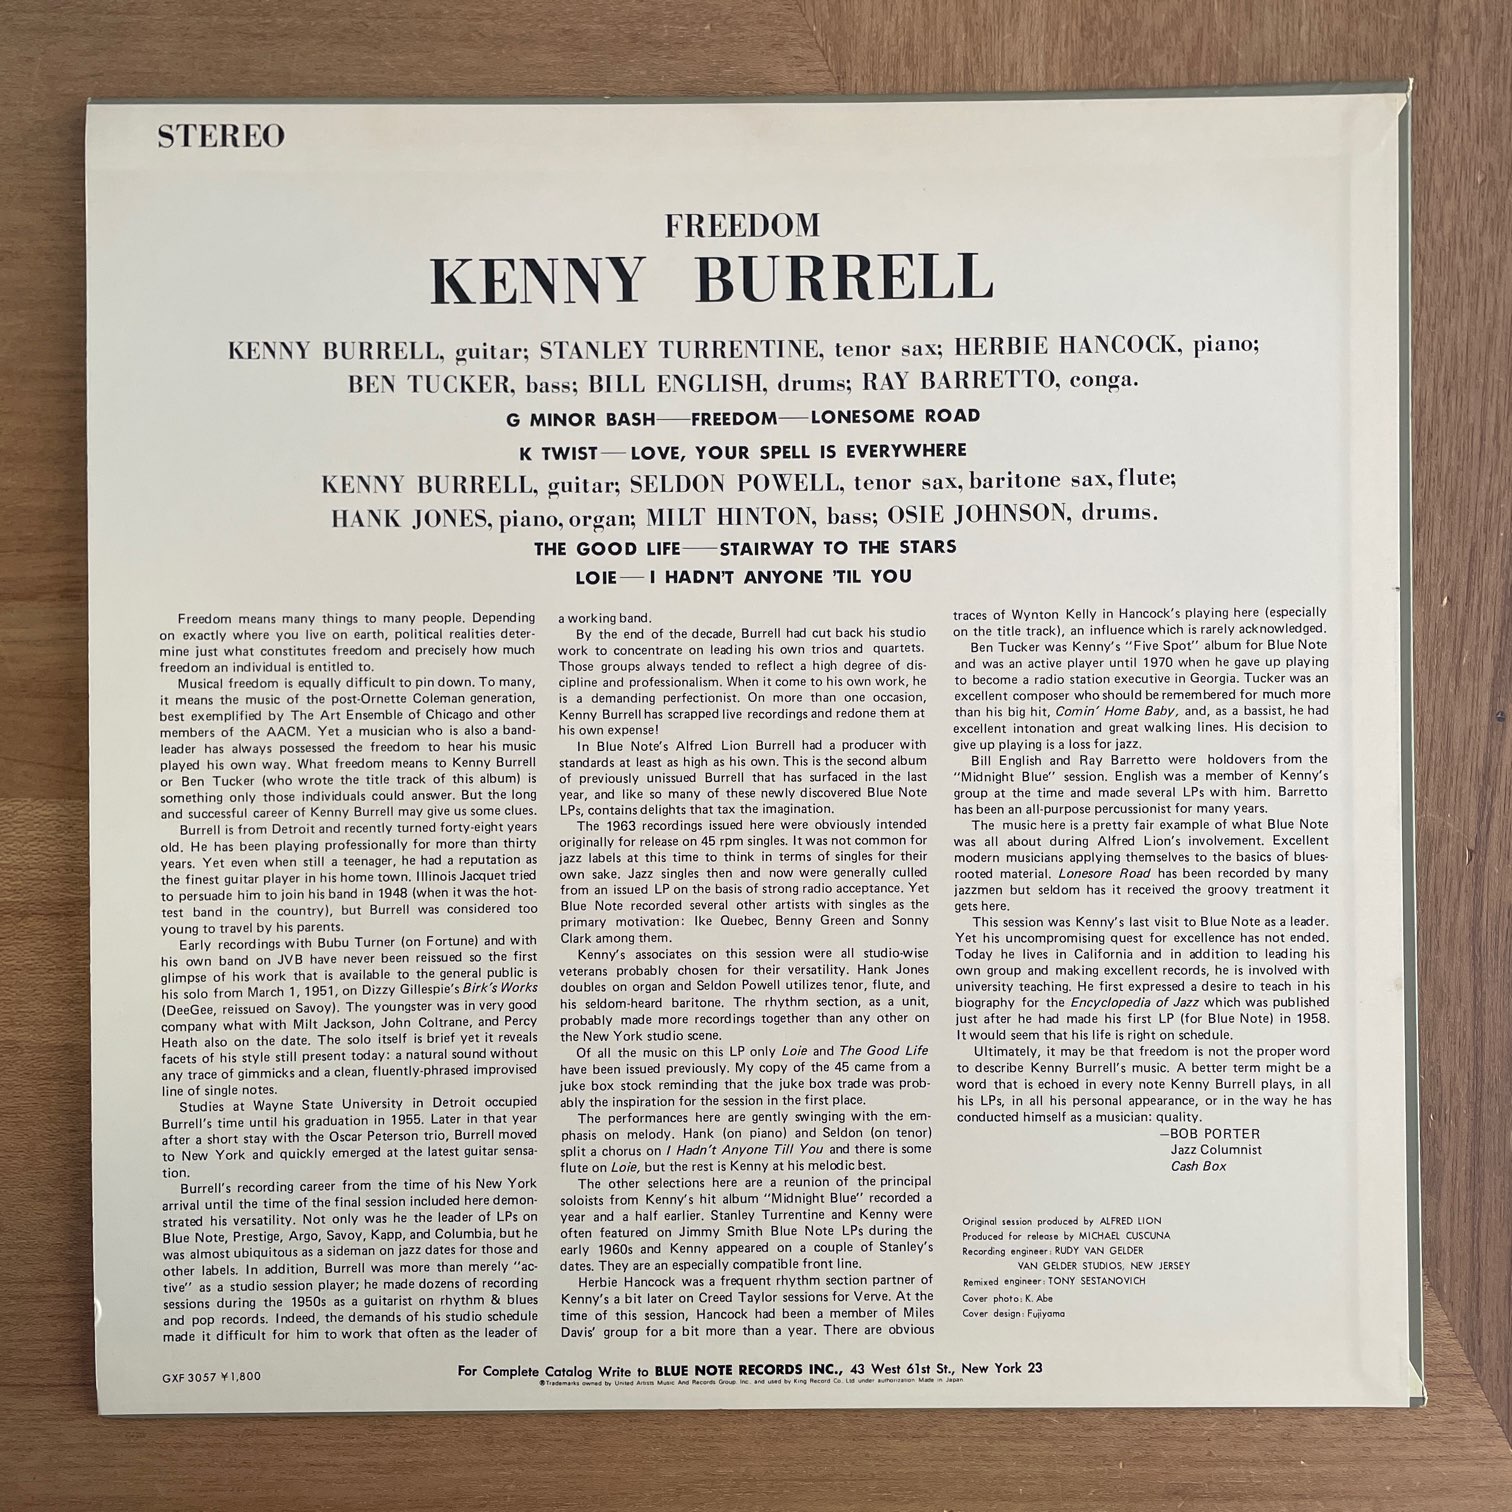 STEREO
FREEDOM
KENNY BURRELL
KENNY BURRELL, guitar; STANLEY TURRENTINE, tenor sax; HERBIE HANCOCK, piano;
BEN TUCKER, bass; BILL ENGLISH, drums; RAY BARRETTO, conga.
G MINOR BASH—FREEDOM—LONESOME ROAD
K TWIST—LOVE, YOUR SPELL IS EVERYWHERE
KENNY BURRELL, guitar; SELDON POWELL, tenor sax, baritone sax, flute;
HANK JONES, piano, organ; MILT HINTON, bass; OSIE JOHNSON, drums.
THE GOOD LIFE—STAIRWAY TO THE STARS
LOIE—I HADN'T ANYONE 'TIL YOU
Freedom means many things to many people. Depending
on exactly where you live on earth, political realities deter-
mine just what constitutes freedom and precisely how much
freedom an individual is entitled to.
Musical freedom is equally difficult to pin down. To many,
it means the music of the post-Ornette Coleman generation,
best exemplified by The Art Ensemble of Chicago and other
members of the AACM. Yet a musician who is also a band-
leader has always possessed the freedom to hear his music
played his own way. What freedom means to Kenny Burrell
or Ben Tucker (who wrote the title track of this album) is
something only those individuals could answer. But the long
and successful career of Kenny Burrell may give us some clues.
Burrell is from Detroit and recently turned forty-eight years
old. He has been playing professionally for more than thirty
years. Yet even when still a teenager, he had a reputation as
the finest guitar player in his home town. Illinois Jacquet tried
to persuade him to join his band in 1948 (when it was the hot-
test band in the country), but Burrell was considered too
young to travel by his parents.
Early recordings with Bubu Turner (on Fortune) and with
his own band on JVB have never been reissued so the first
glimpse of his work that is available to the general public is
his solo from March 1, 1951, on Dizzy Gillespie's Birk's Works
(DeeGee, reissued on Savoy). The youngster was in very good
company what with Milt Jackson, John Coltrane, and Percy
Heath also on the date. The solo itself is brief yet it reveals
facets of his style still present today: a natural sound without
any trace of gimmicks and a clean, fluently-phrased improvised
line of single notes.
Studies at Wayne State University in Detroit occupied
Burrell's time until his graduation in 1955. Later in that year
after a short stay with the Oscar Peterson trio, Burrell moved
to New York and quickly emerged at the latest guitar sensa-
tion.
Burrell's recording career from the time of his New York
arrival until the time of the final session included here demon-
strated his versatility. Not only was he the leader of LPs on
Blue Note, Prestige, Argo, Savoy, Kapp, and Columbia, but he
was almost ubiquitous as a sideman on jazz dates for those and
other labels. In addition, Burrell was more than merely "ac-
tive" as a studio session player; he made dozens of recording
sessions during the 1950s as a guitarist on rhythm & blues
and pop records. Indeed, the demands of his studio schedule
made it difficult for him to work that often as the leader of
a working band.
By the end of the decade, Burrell had cut back his studio
work to concentrate on leading his own trios and quartets.
Those groups always tended to reflect a high degree of dis-
cipline and professionalism. When it come to his own work, he
is a demanding perfectionist. On more than one occasion,
Kenny Burrell has scrapped live recordings and redone them at
his own expense!
In Blue Note's Alfred Lion Burrell had a producer with
standards at least as high as his own. This is the second album
of previously unissued Burrell that has surfaced in the last
year, and like so many of these newly discovered Blue Note
LPs, contains delights that tax the imagination.
The 1963 recordings issued here were obviously intended
originally for release on 45 rpm singles. It was not common for
jazz labels at this time to think in terms of singles for their
own sake. Jazz singles then and now were generally culled
from an issued LP on the basis of strong radio acceptance. Yet
Blue Note recorded several other artists with singles as the
primary motivation: Ike Quebec, Benny Green and Sonny
Clark among them.
Kenny's associates on this session were all studio-wise
veterans probably chosen for their versatility. Hank Jones
doubles on organ and Seldon Powell utilizes tenor, flute, and
his seldom-heard baritone. The rhythm section, as a unit,
probably made more recordings together than any other on
the New York studio scene.
Of all the music on this LP only Loie and The Good Life
have been issued previously. My copy of the 45 came from a
juke box stock reminding that the juke box trade was prob-
ably the inspiration for the session in the first place.
The performances here are gently swinging with the em-
phasis on melody. Hank (on piano) and Seldon (on tenor)
split a chorus on I Hadn't Anyone Till You and there is some
flute on Loie, but the rest is Kenny at his melodic best.
The other selections here are a reunion of the principal
soloists from Kenny's hit album "Midnight Blue" recorded a
year and a half earlier. Stanley Turrentine and Kenny were
often featured on Jimmy Smith Blue Note LPs during the
early 1960s and Kenny appeared on a couple of Stanley's
dates. They are an especially compatible front line.
Herbie Hancock was a frequent rhythm section partner of
Kenny's a bit later on Creed Taylor sessions for Verve. At the
time of this session, Hancock had been a member of Miles
Davis' group for a bit more than a year. There are obvious
traces of Wynton Kelly in Hancock's playing here (especially
on the title track), an influence which is rarely acknowledged.
Ben Tucker was Kenny's "Five Spot" album for Blue Note
and was an active player until 1970 when he gave up playing
to become a radio station executive in Georgia. Tucker was an
excellent composer who should be remembered for much more
than his big hit, Comin' Home Baby, and, as a bassist, he had
excellent intonation and great walking lines. His decision to
give up playing is a loss for jazz.
Bill English and Ray Barretto were holdovers from the
"Midnight Blue" session. English was a member of Kenny's
group at the time and made several LPs with him. Barretto
has been an all-purpose percussionist for many years.
The music here is a pretty fair example of what Blue Note
was all about during Alfred Lion's involvement. Excellent
modern musicians applying themselves to the basics of blues-
rooted material. Lonesore Road has been recorded by many
jazzmen but seldom has it received the groovy treatment it
gets here.
This session was Kenny's last visit to Blue Note as a leader.
Yet his uncompromising quest for excellence has not ended.
Today he lives in California and in addition to leading his
own group and making excellent records, he is involved with
university teaching. He first expressed a desire to teach in his
biography for the Encyclopedia of Jazz which was published
just after he had made his first LP (for Blue Note) in 1958.
It would seem that his life is right on schedule.
Ultimately, it may be that freedom is not the proper word
to describe Kenny Burrell's music. A better term might be a
word that is echoed in every note Kenny Burrell plays, in all
his LPs, in all his personal appearance, or in the way he has
conducted himself as a musician: quality.
—BOB PORTER
Jazz Columnist
Cash Box
Original session produced by ALFRED LION
Produced for release by MICHAEL CUSCUNA
Recording engineer: RUDY VAN GELDER
VAN GELDER STUDIOS, NEW JERSEY
Remixed engineer: TONY SESTANOVICH
Cover photo: K. Abe
Cover design: Fujiyama
GXF 3057 ¥1,800
For Complete Catalog Write to BLUE NOTE RECORDS INC., 43 West 61st St., New York 23
®Trademarks owned by United Artists Music And Records Group, Inc. and used by King Record Co., Ltd under authorization Made in Japan